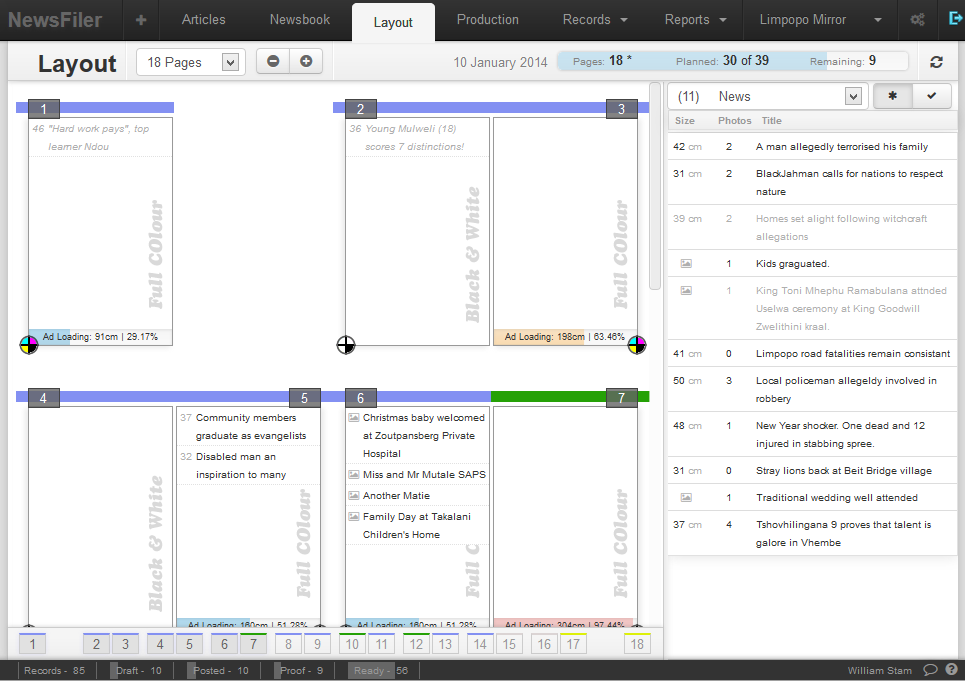 NewsFiler + Articles Newsbook Layout Production Records Reports Limpopo Mirror
Layout 18 Pages 10 January 2014 Pages: 18 * Planned: 30 of 39 Remaining: 9
1
46 "Hard work pays", top
learner Ndou
Full COlour
Ad Loading: 91cm | 29.17%
2
3
36 Young Mulweli (18)
scores 7 distinctions!
Black & White
Full COlour
Ad Loading: 198cm | 63.46%
4
5
Black & White
37 Community members
graduate as evangelists
32 Disabled man an
inspiration to many
Full COlour
Ad Loading: 160cm | 51.28%
6
7
Christmas baby welcomed
at Zoutpansberg Private
Hospital
Miss and Mr Mutale SAPS
Another Matie
Family Day at Takalani
Children's Home
Full C
Full COlour
Ad Loading: 160cm | 51.28%
Ad Loading: 304cm | 97.44%
(11) News
Size Photos Title
42 cm 2 A man allegedly terrorised his family
31 cm 2 BlackJahman calls for nations to respect
nature
39 cm 2 Homes set alight following witchcraft
allegations
1 Kids graguated.
1 King Toni Mhephu Ramabulana attnded
Uselwa ceremony at King Goodwill
Zwelithini kraal.
41 cm 0 Limpopo road fatalities remain consistant
50 cm 3 Local policeman allegeldy involved in
robbery
48 cm 1 New Year shocker. One dead and 12
injured in stabbing spree.
31 cm 0 Stray lions back at Beit Bridge village
1 Traditional wedding well attended
37 cm 4 Tshovhilingana 9 proves that talent is
galore in Vhembe
1 2 3 4 5 6 7 8 9 10 11 12 13 14 15 16 17 18
Records - 85 Draft - 10 Posted - 10 Proof - 9 Ready - 56 William Stam ?